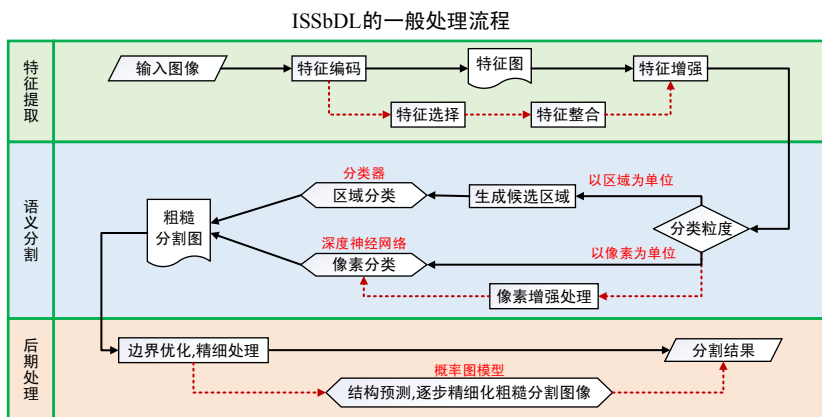 ISSbDL的一般处理流程
特征提取
输入图像
特征编码
特征图
特征增强
特征选择
特征整合
语义分割
分类器
区域分类
生成候选区域
以区域为单位
粗糙
分割图
分类粒度
深度神经网络
像素分类
以像素为单位
像素增强处理
后期处理
边界优化,精细处理
分割结果
概率图模型
结构预测,逐步精细化粗糙分割图像